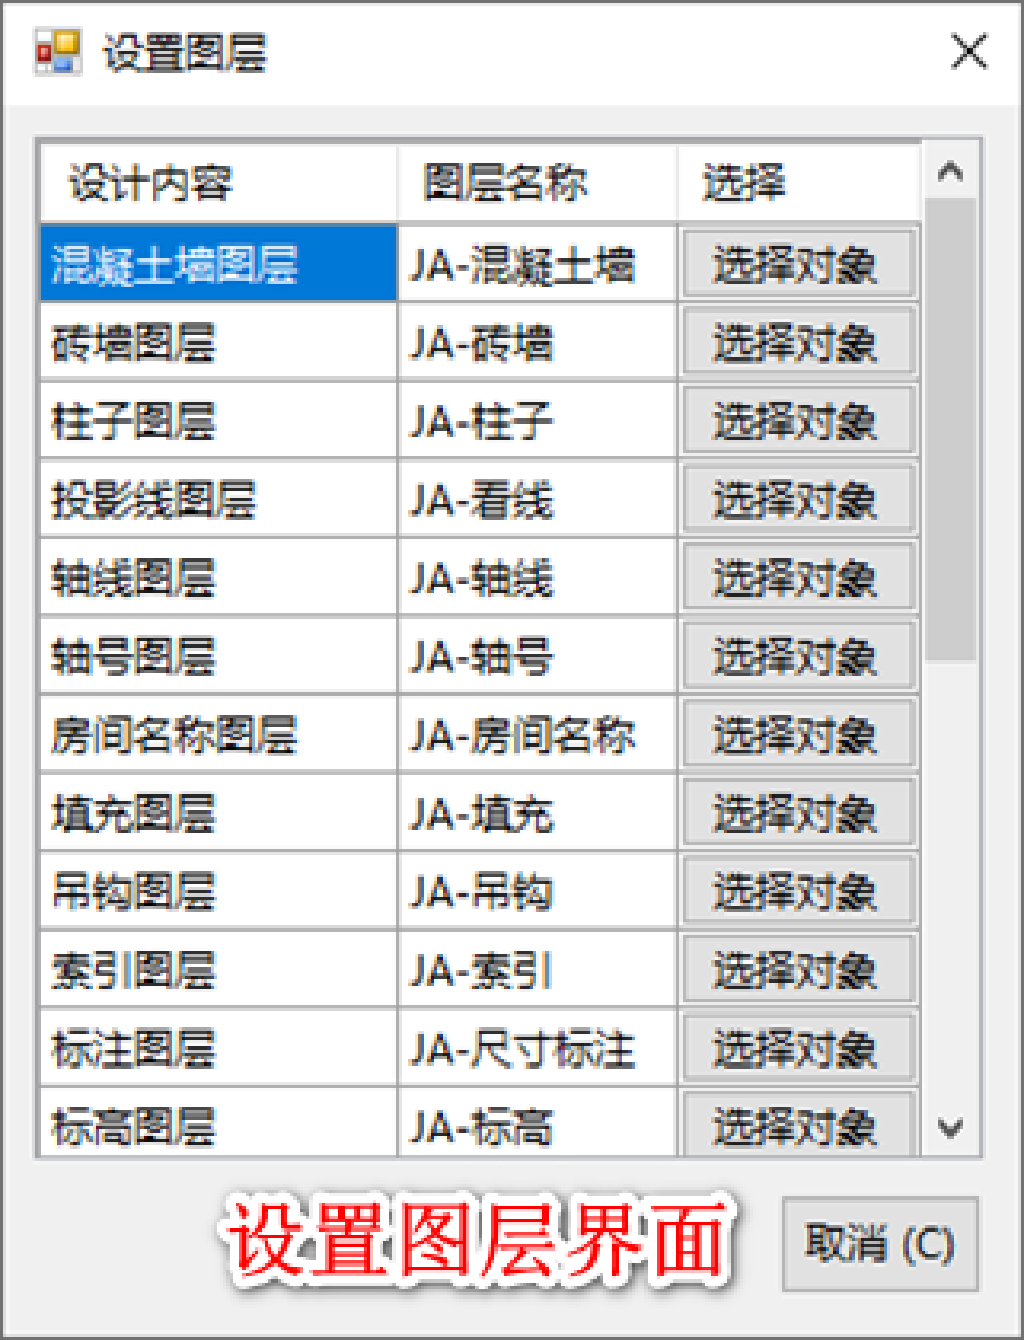 设置图层
设计内容 图层名称 选择
混凝土墙图层 JA-混凝土墙 选择对象
砖墙图层 JA-砖墙 选择对象
柱子图层 JA-柱子 选择对象
投影线图层 JA-看线 选择对象
轴线图层 JA-轴线 选择对象
轴号图层 JA-轴号 选择对象
房间名称图层 JA-房间名称 选择对象
填充图层 JA-填充 选择对象
吊钩图层 JA-吊钩 选择对象
索引图层 JA-索引 选择对象
标注图层 JA-尺寸标注 选择对象
标高图层 JA-标高 选择对象
设置图层界面 取消 (C)